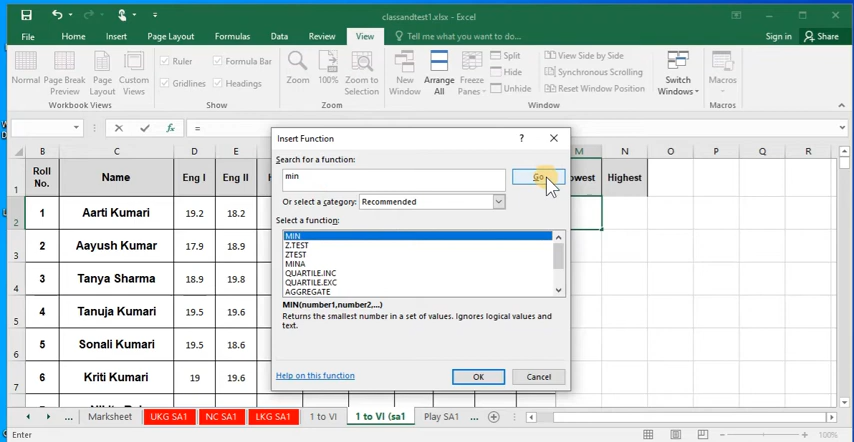 classandtest1.xlsx - Excel
File Home Insert Page Layout Formulas Data Review View Tell me what you want to do... Sign in Share
Normal Page Break Preview Page Layout Custom Views
Workbook Views
Ruler Formula Bar
Gridlines Headings
Show
Zoom 100% Zoom to Selection
Zoom
New Window Arrange All Freeze Panes
Split
Hide
Unhide
View Side by Side
Synchronous Scrolling
Reset Window Position
Window
Switch Windows
Macros
Macros
fx =
B C D E M N O P Q R
Roll No. Name Eng I Eng II Lowest Highest
1 Aarti Kumari 19.2 18.2
2 Aayush Kumar 17.9 18.9
3 Tanya Sharma 18.9 19.8
4 Tanuja Kumari 19.5 19.6
5 Sonali Kumari 19.5 18.6
6 Kriti Kumari 19 19.6
1
2
3
4
5
6
7
Insert Function
? 
Search for a function:
min
Go
Or select a category: Recommended
Select a function:
MIN
Z.TEST
ZTEST
MINA
QUARTILE.INC
QUARTILE.EXC
AGGREGATE
MIN(number1,number2,...)
Returns the smallest number in a set of values. Ignores logical values and
text.
Help on this function
OK Cancel
... Marksheet UKG SA1 NC SA1 LKG SA1 1 to VI 1 to VI (sa1 Play SA1 ...
Enter 100%